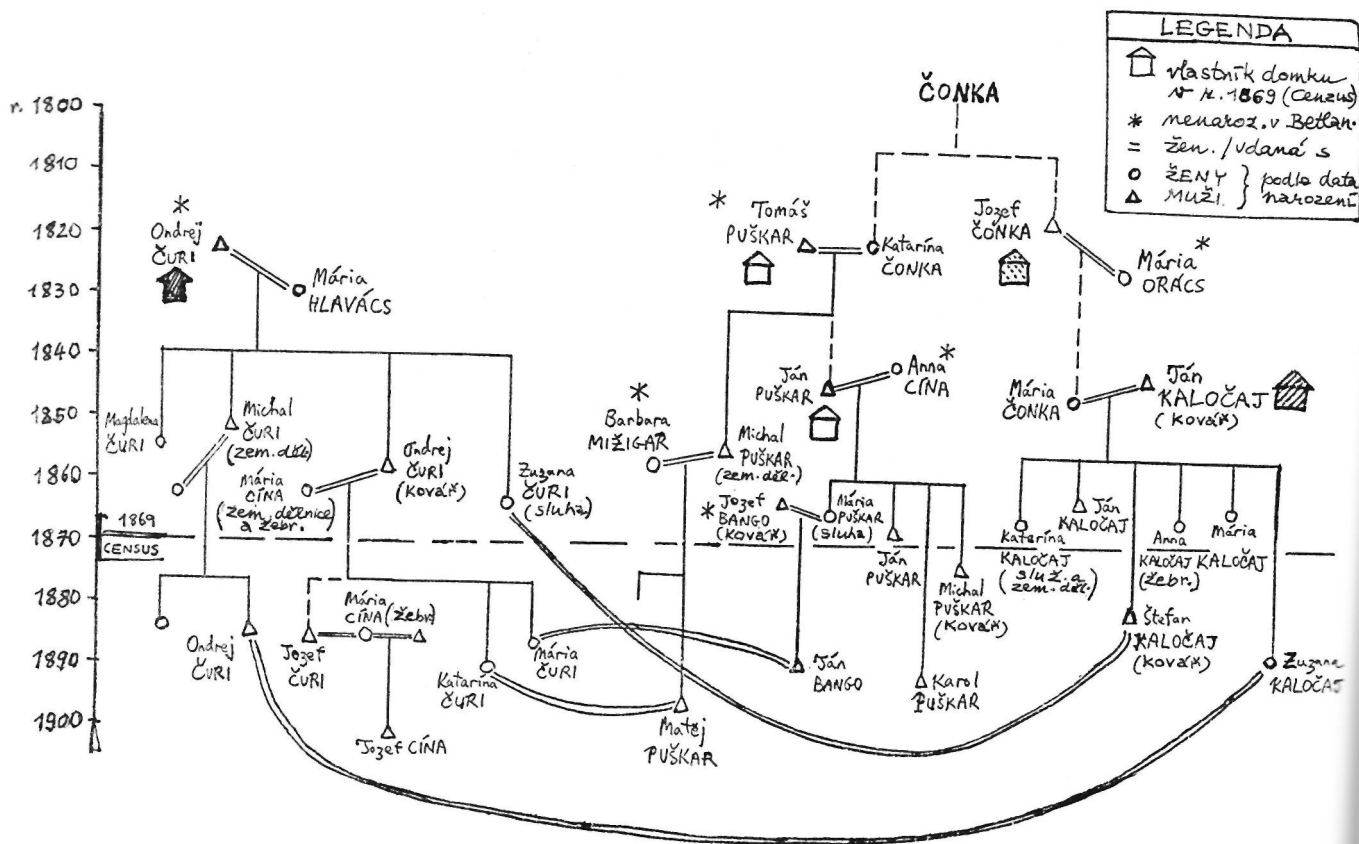 LEGENDA
vlastník domku
v r. 1869 (Cenzus)
* nenaroz. v Betlan.
= žen. / vdaná s
ŽENY } podle data
MUŽI } narození
r. 1800
1810
1820
1830
1840
1850
1860
1869
1870
CENSUS
1880
1890
1900
ČONKA
*
Ondrej
ČURI
Mária
HLAVÁCS
*
Tomáš
PUŠKAR
Katarína
ČONKA
Jozef
ČONKA
Mária*
ORÁCS
Magdaléna
ČURI
Michal
ČURI
(zem. děl.)
Mária
CÍNA
(zem. dělnice
a žebr.)
Ondrej
ČURI
(kovář)
Zuzana
ČURI
(sluha)
*
Barbara
MIŽIGÁR
Michal
PUŠKAR
(zem. děl.)
Ján
PUŠKAR
Anna*
CÍNA
Mária
ČONKA
Ján
KALOČAJ
(kovář)
Jozef
* BANGO
(kovář)
Mária
PUŠKAR
(sluha)
Ján
PUŠKAR
Michal
PUŠKAR
(kovář)
Karol
PUŠKAR
Katarína
KALOČAJ
(služ. a
zem. děl.)
Ján
KALOČAJ
Anna
KALOČAJ
(žebr.)
Mária
KALOČAJ
Štefan
KALOČAJ
(kovář)
Zuzana
KALOČAJ
Ondrej
ČURI
Jozef
ČURI
Mária
CÍNA (žebr.)
Jozef CÍNA
Katarína
ČURI
Mária
ČURI
Matěj
PUŠKAR
Ján
BANGO